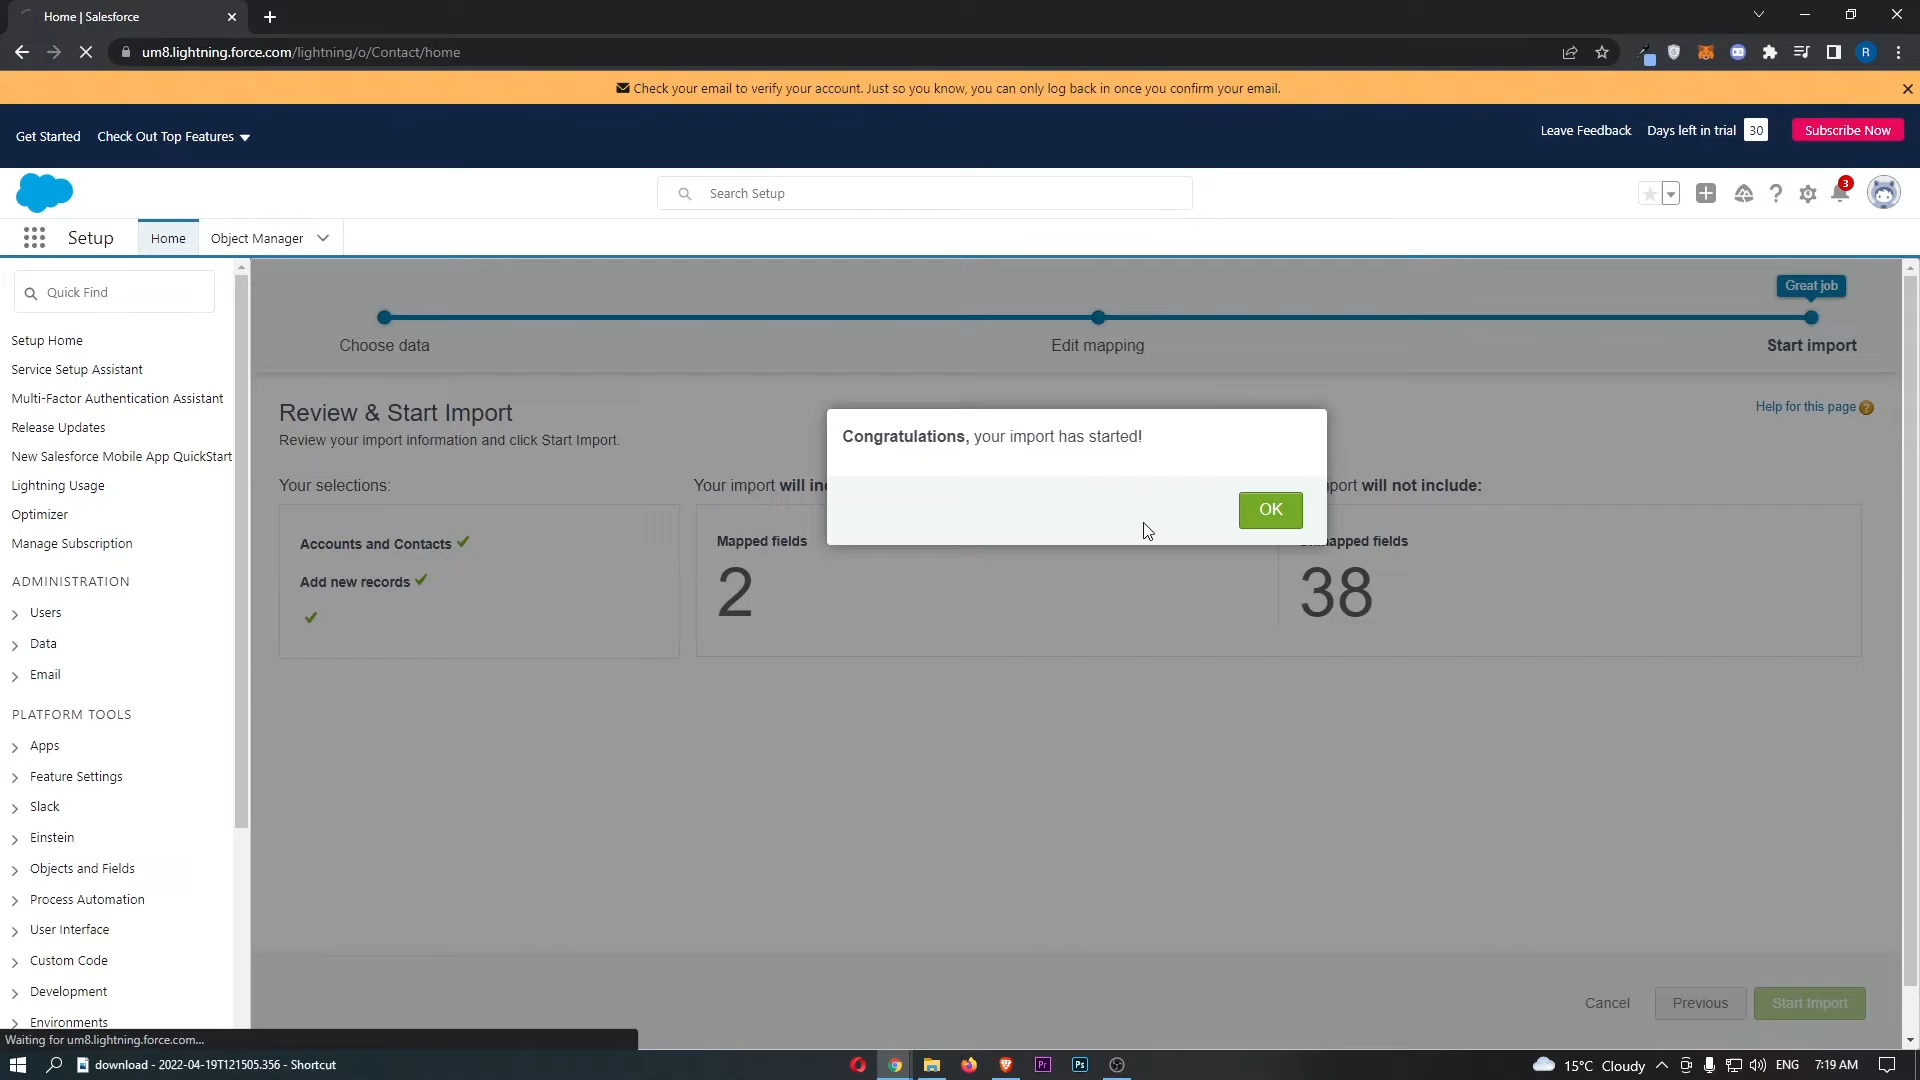 Home | Salesforce
um8.lightning.force.com/lightning/o/Contact/home
R
Check your email to verify your account. Just so you know, you can only log back in once you confirm your email.
Get Started
Check Out Top Features
Leave Feedback
Days left in trial
30
Subscribe Now
Search Setup
3
Setup
Home
Object Manager
Quick Find
Setup Home
Service Setup Assistant
Multi-Factor Authentication Assistant
Release Updates
New Salesforce Mobile App QuickStart
Lightning Usage
Optimizer
Manage Subscription
ADMINISTRATION
Users
Data
Email
PLATFORM TOOLS
Apps
Feature Settings
Slack
Einstein
Objects and Fields
Process Automation
User Interface
Custom Code
Development
Environments
Waiting for um8.lightning.force.com...
Great job
Choose data
Edit mapping
Start import
Review & Start Import
Review your import information and click Start Import.
Help for this page
?
Your selections:
Accounts and Contacts
Add new records
Your import will in
Mapped fields
2
port will not include:
mapped fields
38
Congratulations, your import has started!
OK
Cancel
Previous
Start Import
download - 2022-04-19T121505.356 - Shortcut
Pr
Ps
15°C Cloudy
ENG
7:19 AM